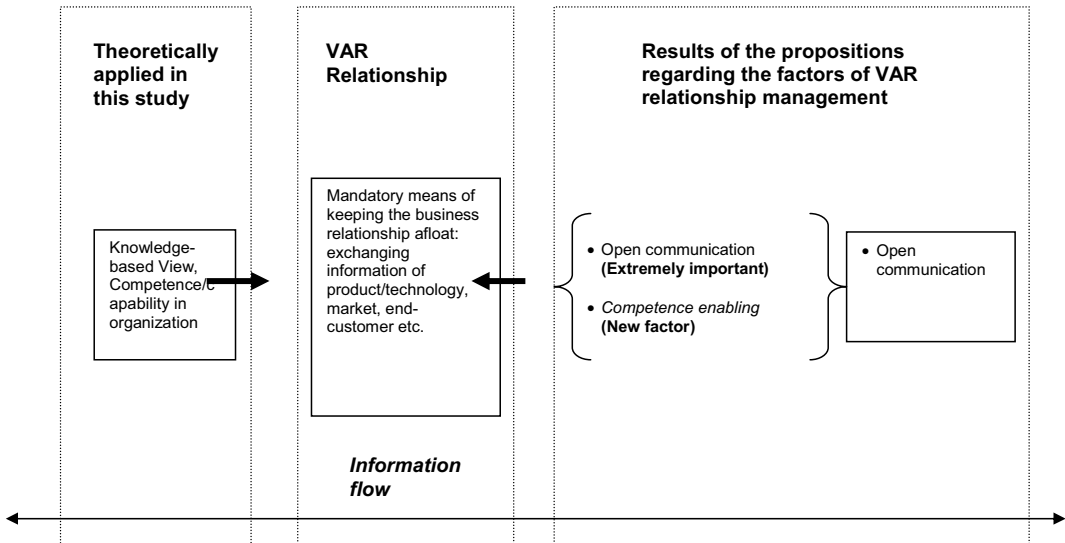 Theoretically
applied in
this study
VAR
Relationship
Results of the propositions
regarding the factors of VAR
relationship management
Knowledge-
based View,
Competence/c
apability in
organization
Mandatory means of
keeping the business
relationship afloat:
exchanging
information of
product/technology,
market, end-
customer etc.
• Open communication
(Extremely important)
• Competence enabling
(New factor)
• Open
communication
Information
flow